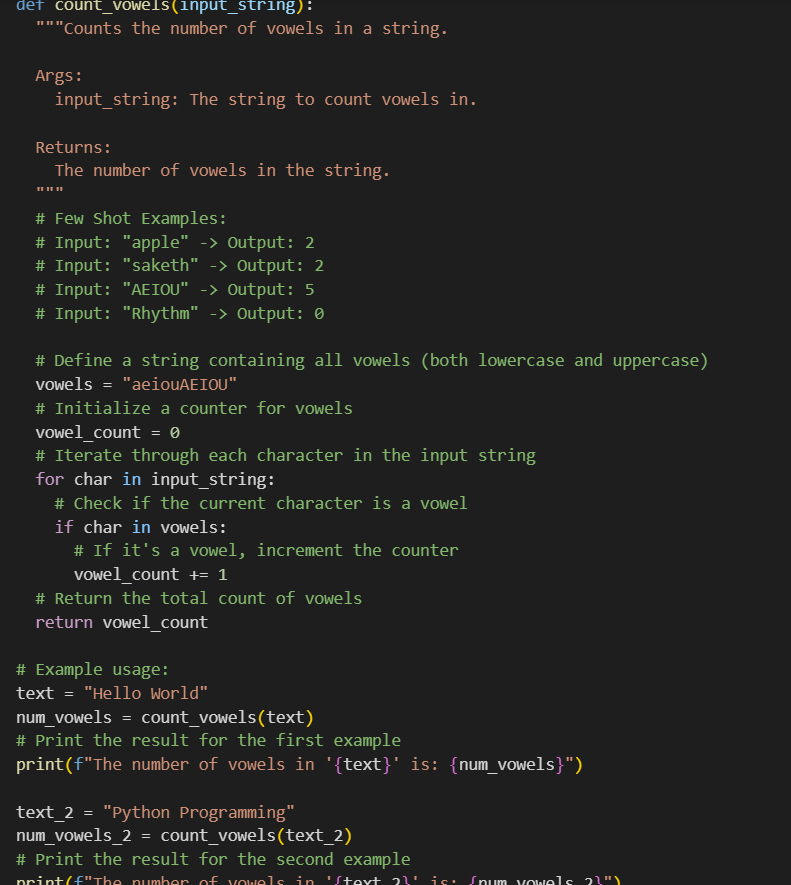 def count_vowels(input_string):
  """Counts the number of vowels in a string.

  Args:
    input_string: The string to count vowels in.

  Returns:
    The number of vowels in the string.
  """
  # Few Shot Examples:
  # Input: "apple" -> Output: 2
  # Input: "saketh" -> Output: 2
  # Input: "AEIOU" -> Output: 5
  # Input: "Rhythm" -> Output: 0

  # Define a string containing all vowels (both lowercase and uppercase)
  vowels = "aeiouAEIOU"
  # Initialize a counter for vowels
  vowel_count = 0
  # Iterate through each character in the input string
  for char in input_string:
    # Check if the current character is a vowel
    if char in vowels:
      # If it's a vowel, increment the counter
      vowel_count += 1
  # Return the total count of vowels
  return vowel_count

# Example usage:
text = "Hello World"
num_vowels = count_vowels(text)
# Print the result for the first example
print(f"The number of vowels in '{text}' is: {num_vowels}")

text_2 = "Python Programming"
num_vowels_2 = count_vowels(text_2)
# Print the result for the second example
print(f"The number of vowels in '{text_2}' is: {num_vowels_2}")